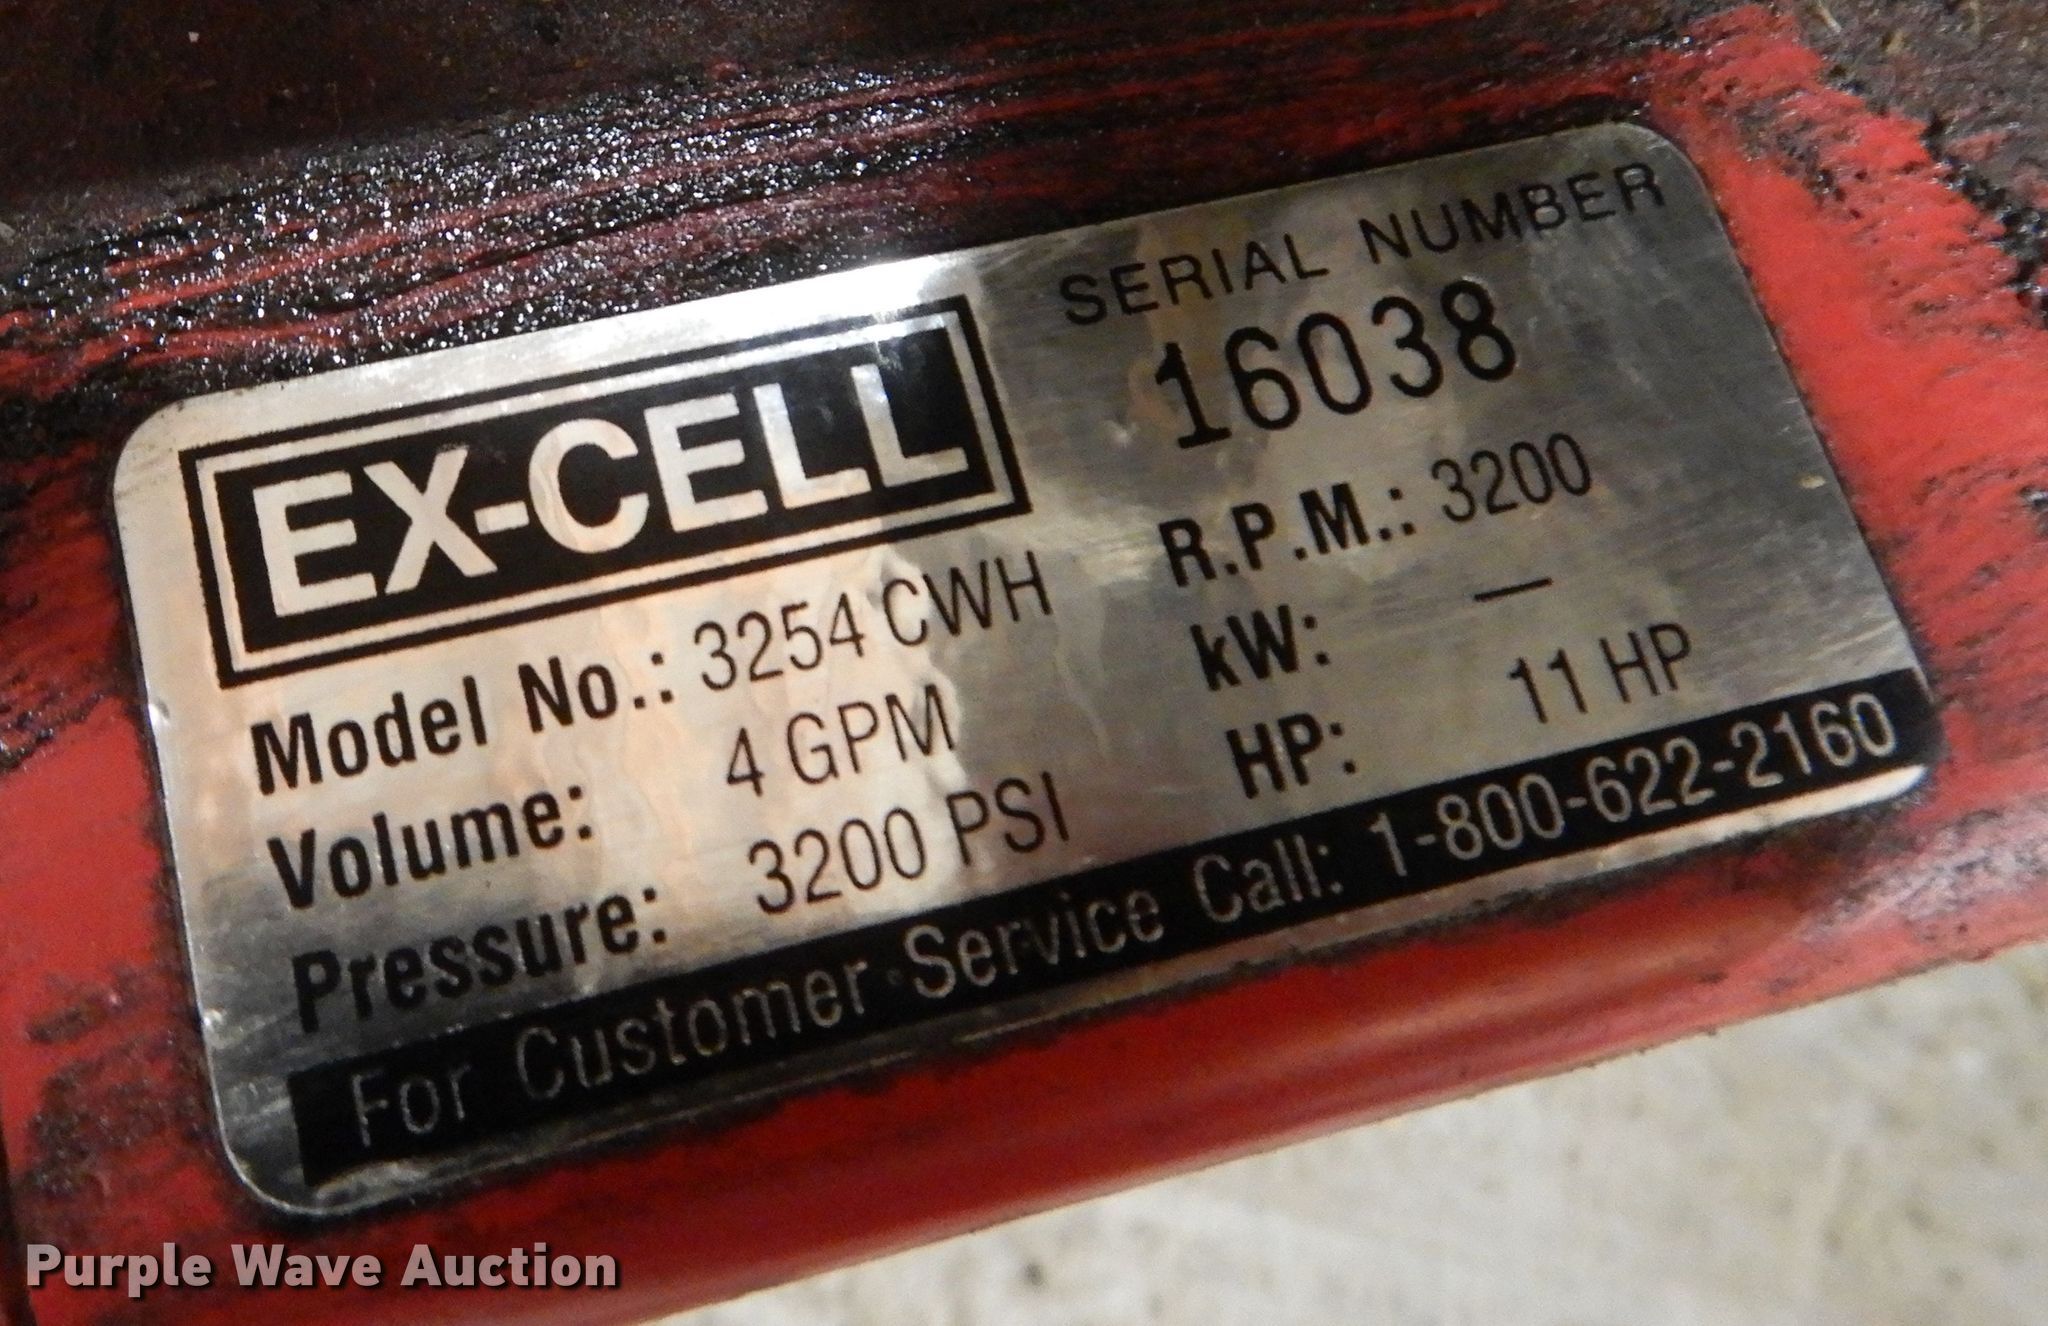 EX-CELL
Model No.: 3254 CWH
Volume: 4 GPM
Pressure: 3200 PSI
SERIAL NUMBER
16038
R.P.M.: 3200
kW: —
HP: 11 HP
For Customer Service Call: 1-800-622-2160
Purple Wave Auction